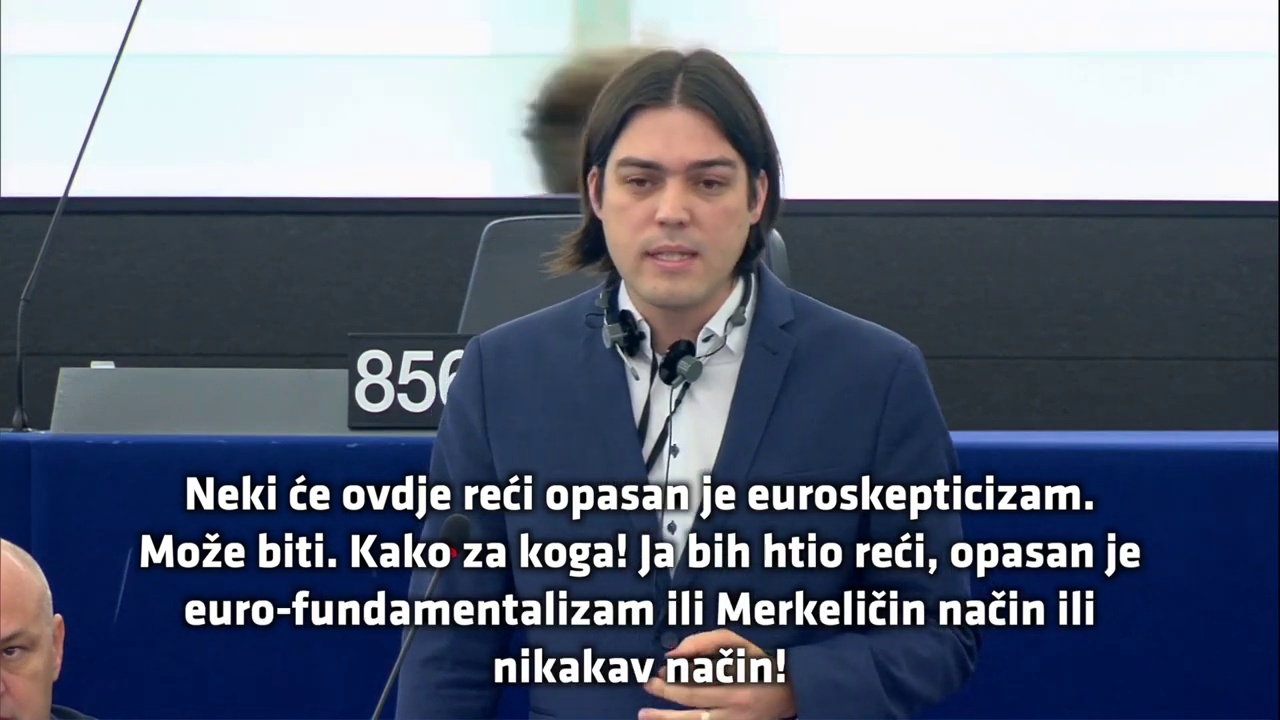 856
Neki će ovdje reći opasan je euroskepticizam.
Može biti. Kako za koga! Ja bih htio reći, opasan je
euro-fundamentalizam ili Merkeličin način ili
nikakav način!